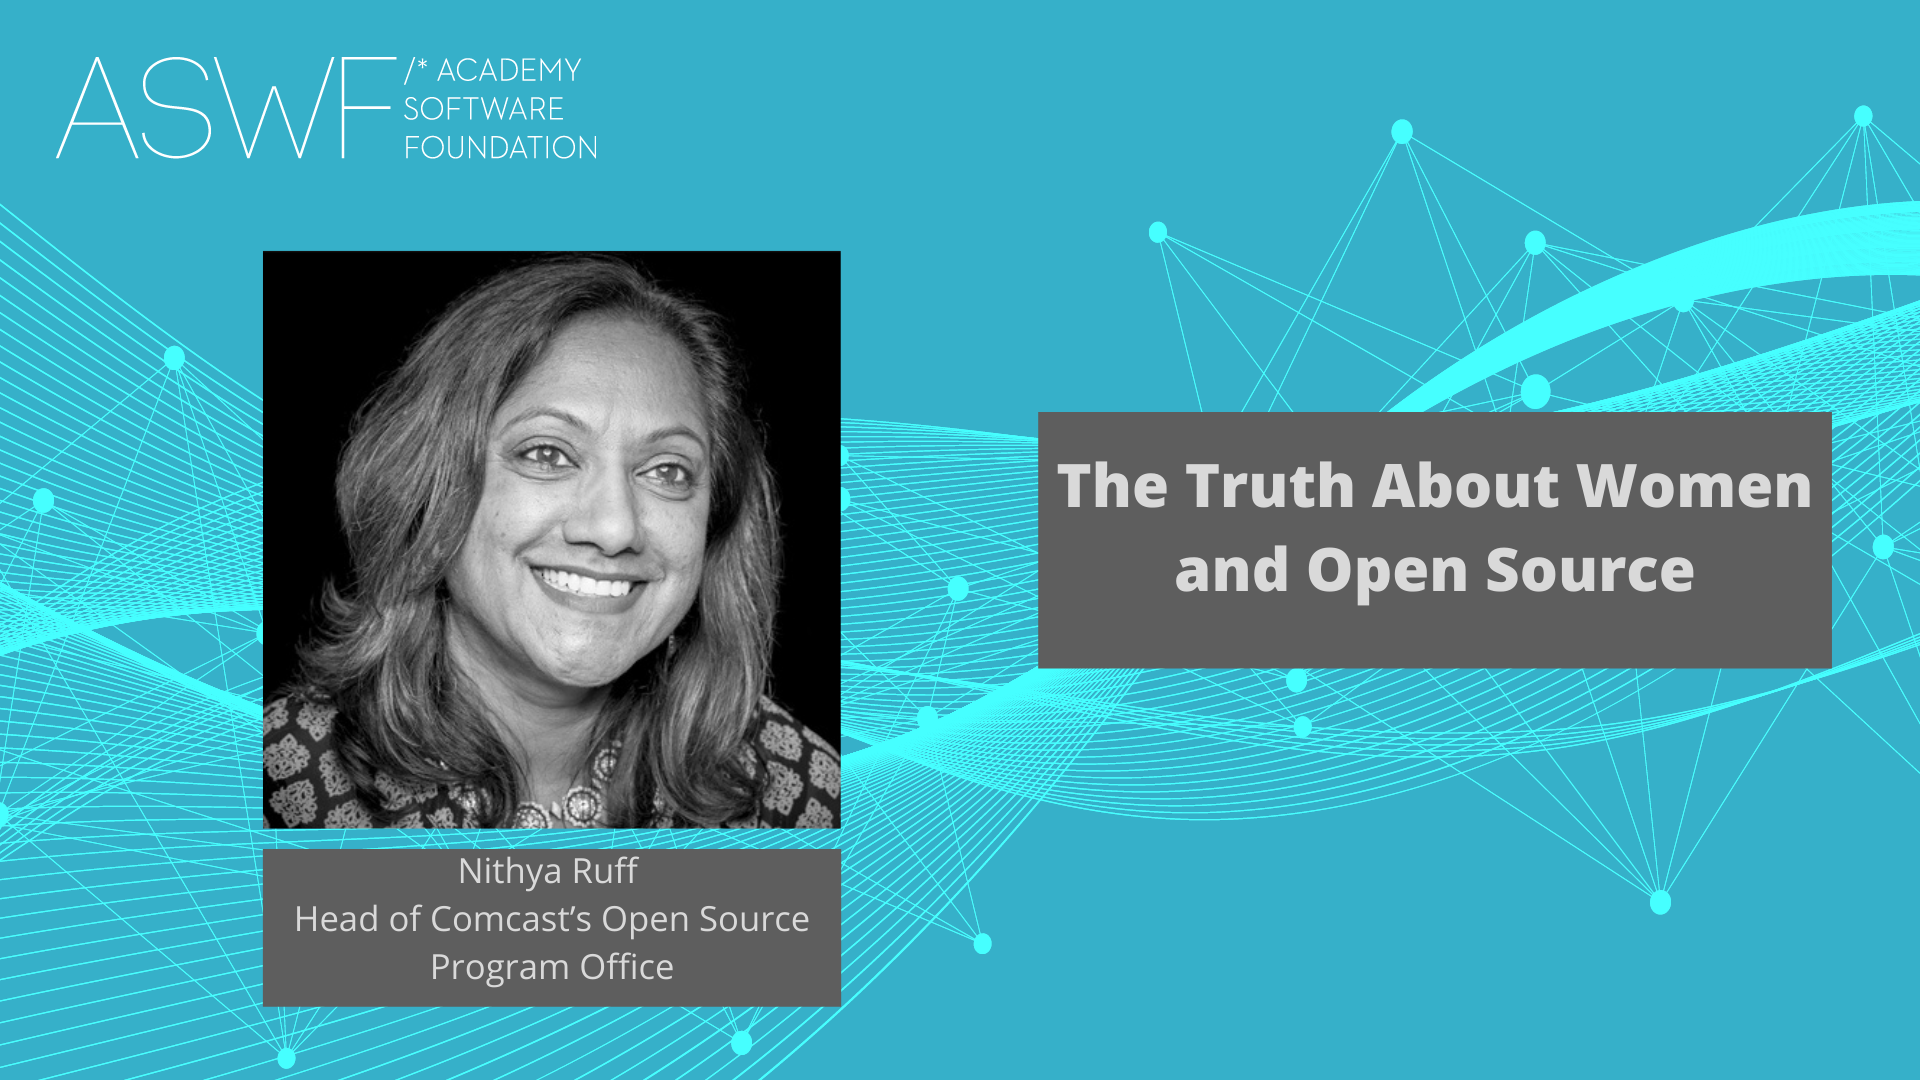 ASWF
/* ACADEMY
SOFTWARE
FOUNDATION
The Truth About Women
and Open Source
Nithya Ruff
Head of Comcast’s Open Source
Program Office